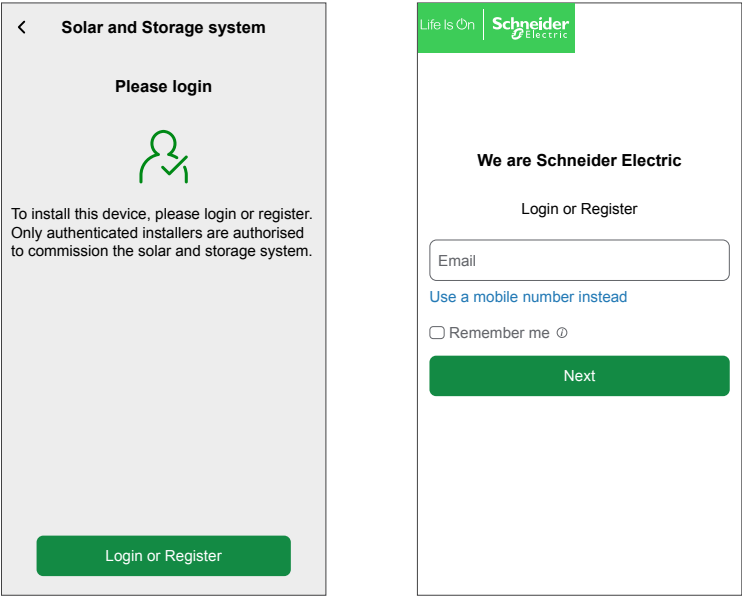 Solar and Storage system
Please login
To install this device, please login or register.
Only authenticated installers are authorised
to commission the solar and storage system.
Login or Register
Life Is On
Schneider
Electric
We are Schneider Electric
Login or Register
Email
Use a mobile number instead
Remember me
Next